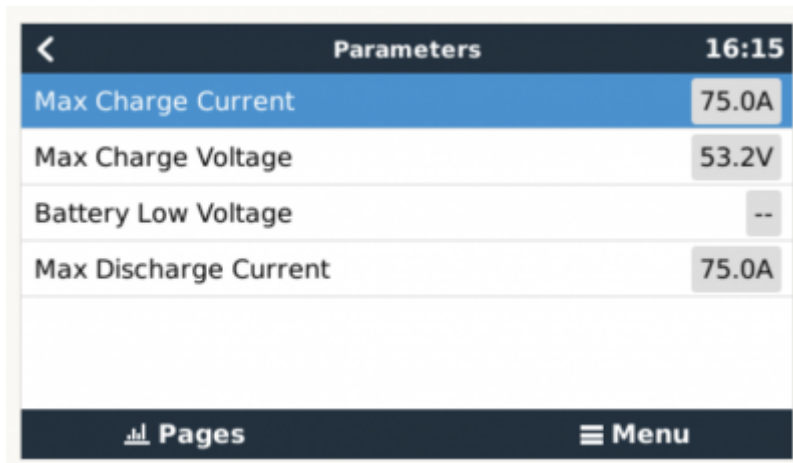 Parameters 16:15
Max Charge Current 75.0A
Max Charge Voltage 53.2V
Battery Low Voltage --
Max Discharge Current 75.0A
Pages Menu